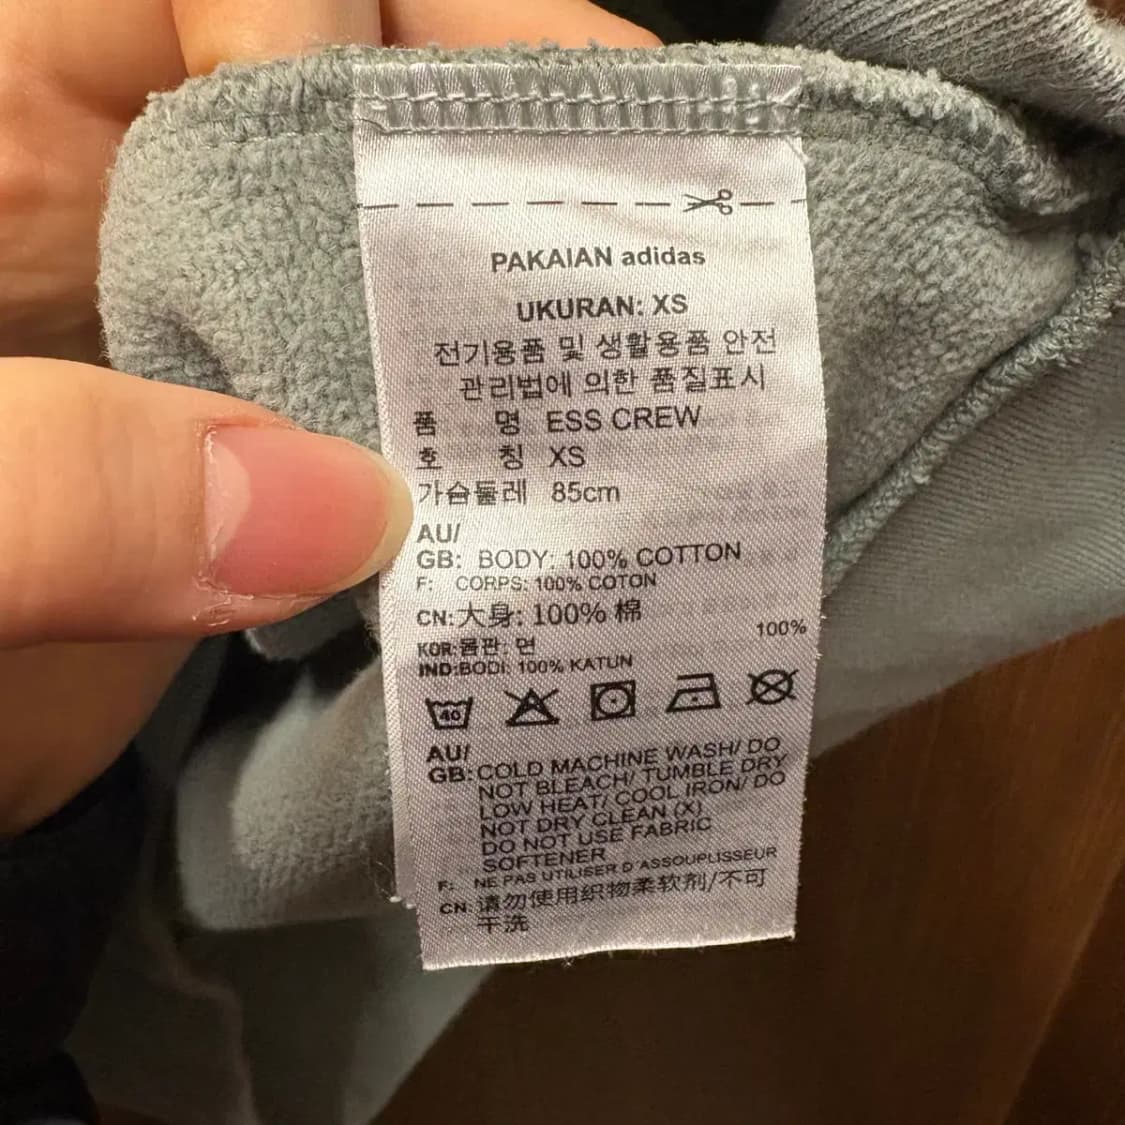 PAKAIAN adidas
UKURAN: XS
전기용품 및 생활용품 안전
관리법에 의한 품질표시
품 명 ESS CREW
호 칭 XS
가슴둘레 85cm
AU/
GB: BODY: 100% COTTON
F: CORPS: 100% COTON
CN: 大身: 100% 棉
KOR:몸판: 면 100%
IND:BODI: 100% KATUN
40
AU/
GB: COLD MACHINE WASH/ DO
NOT BLEACH/ TUMBLE DRY
LOW HEAT/ COOL IRON/ DO
NOT DRY CLEAN (X)
DO NOT USE FABRIC
SOFTENER
F: NE PAS UTILISER D'ASSOUPLISSEUR
CN: 请勿使用织物柔软剂/不可
干洗